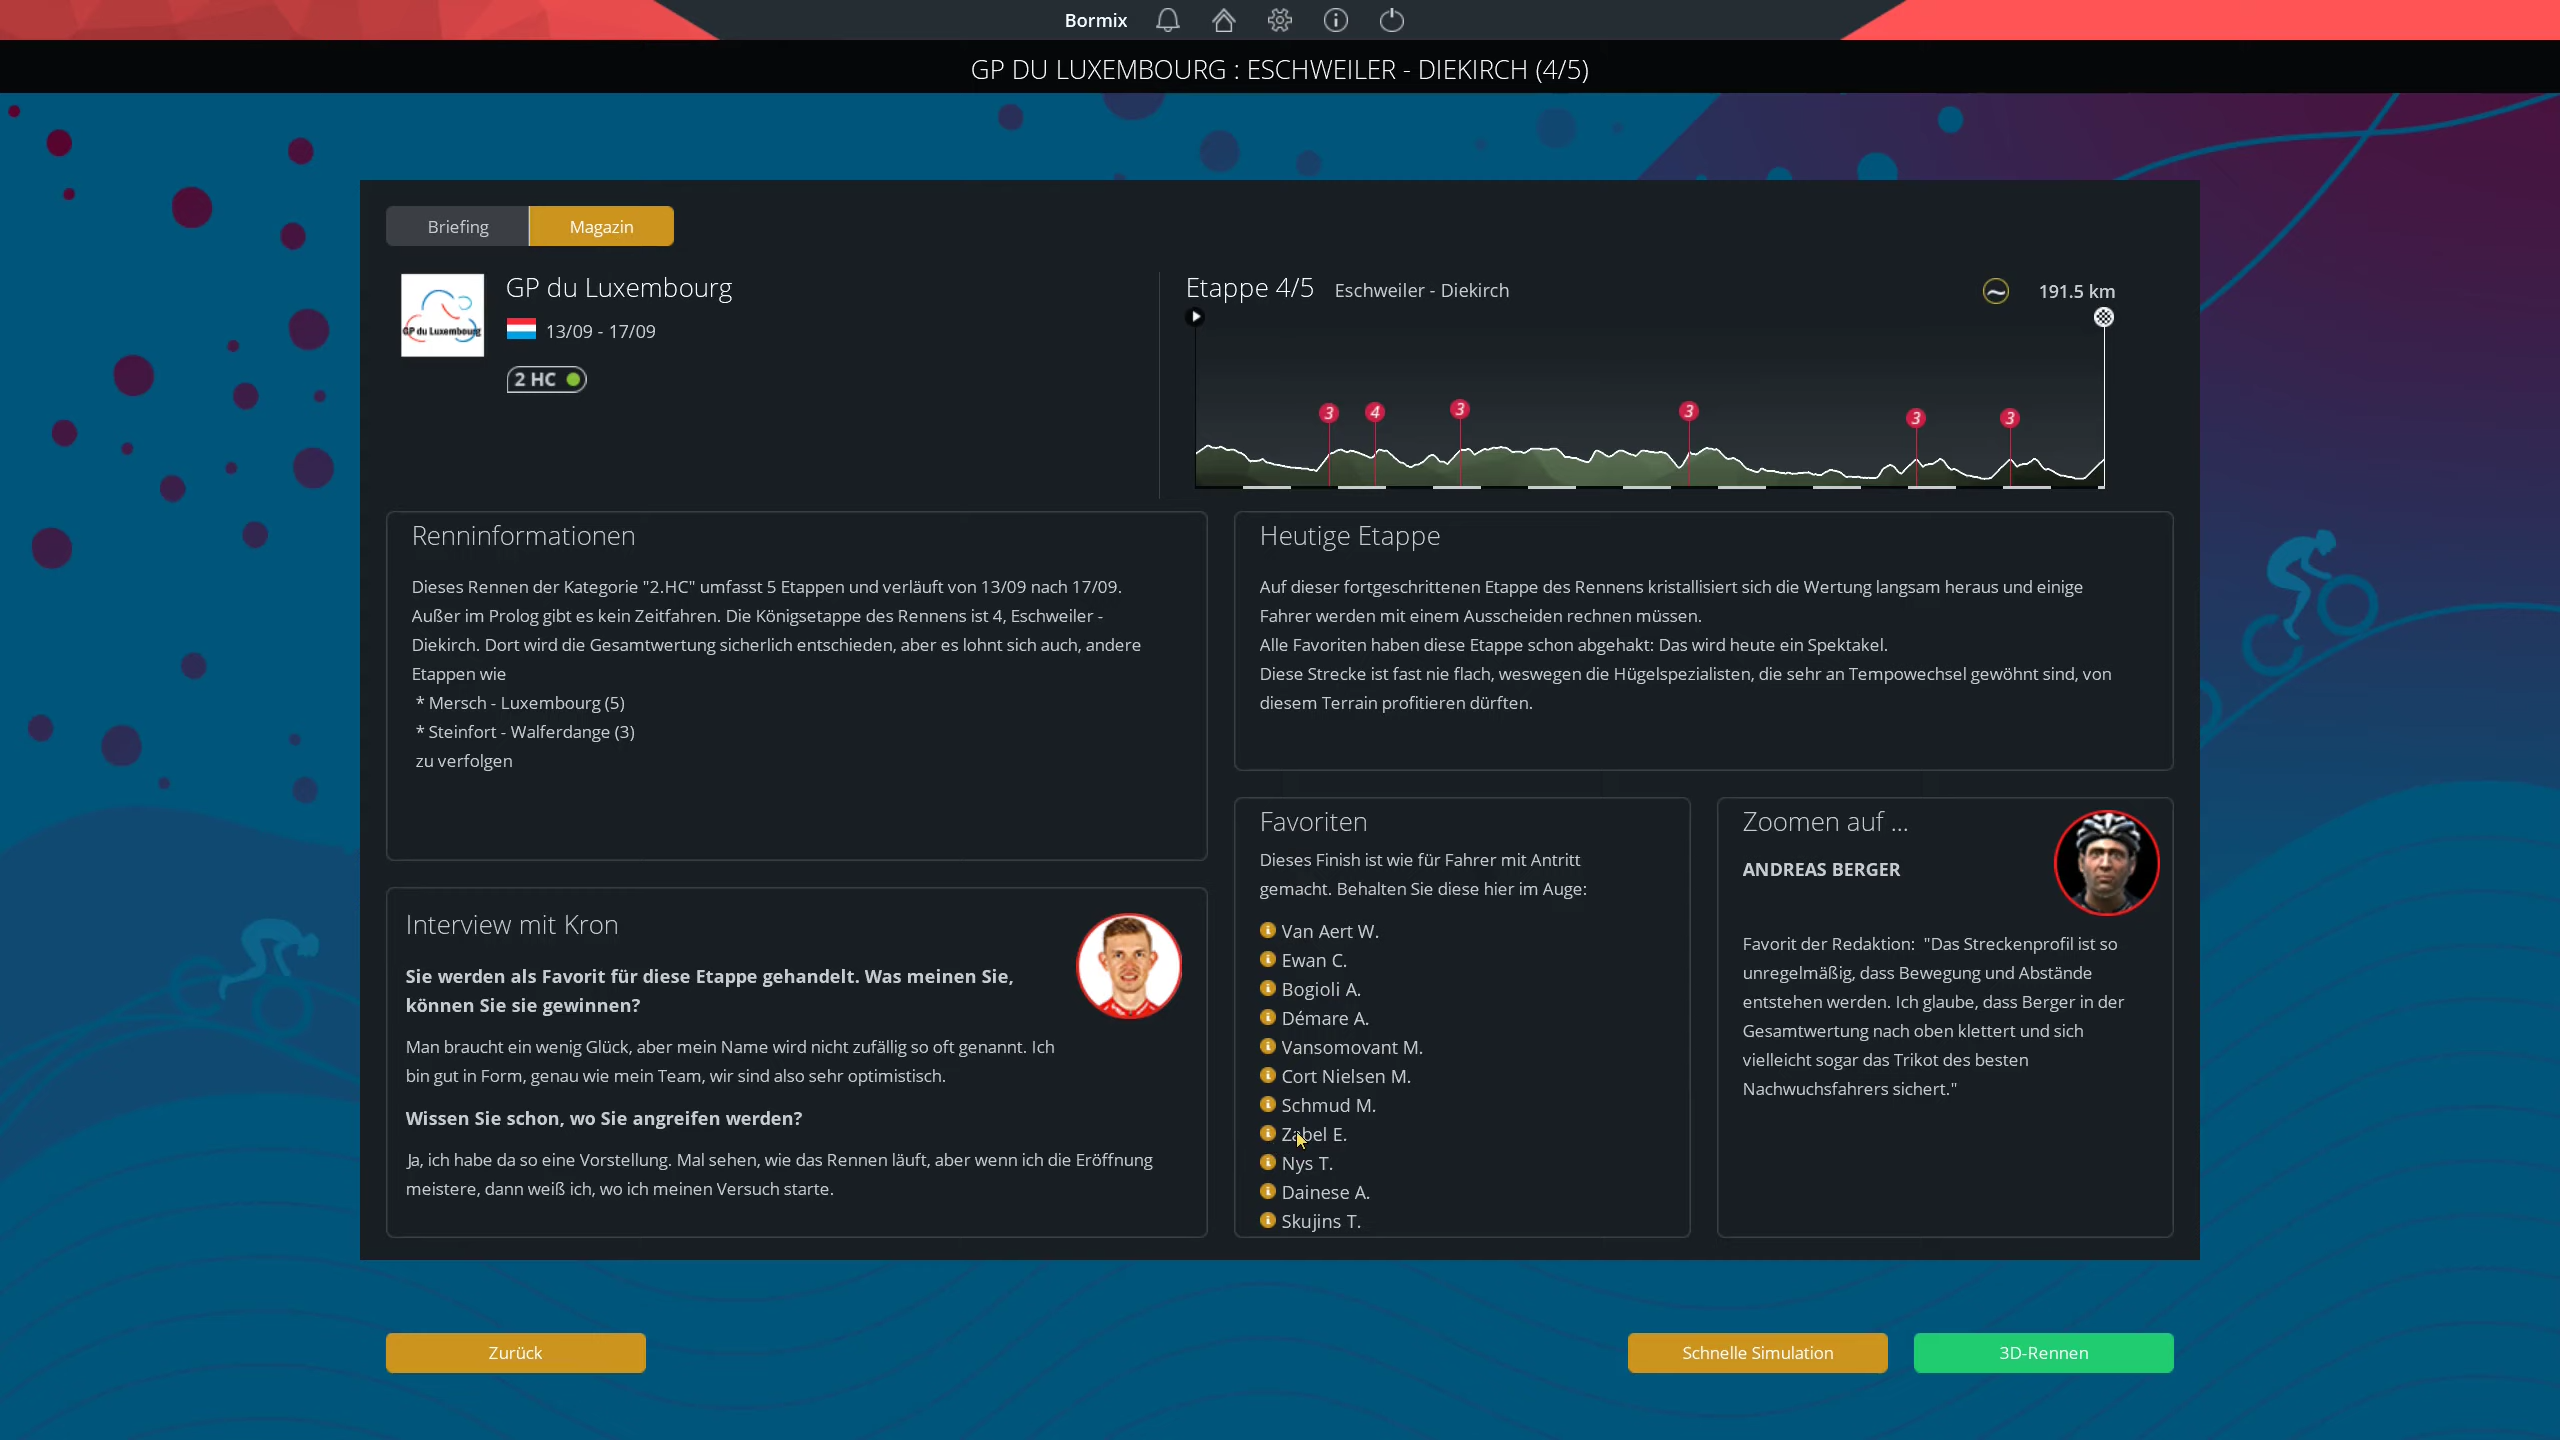 Bormix
GP DU LUXEMBOURG : ESCHWEILER - DIEKIRCH (4/5)
Briefing
Magazin
GP du Luxembourg
GP du Luxembourg
13/09 - 17/09
2 HC
Etappe 4/5 Eschweiler - Diekirch
191.5 km
3
4
3
3
3
3
Renninformationen
Dieses Rennen der Kategorie "2.HC" umfasst 5 Etappen und verläuft von 13/09 nach 17/09.
Außer im Prolog gibt es kein Zeitfahren. Die Königsetappe des Rennens ist 4, Eschweiler -
Diekirch. Dort wird die Gesamtwertung sicherlich entschieden, aber es lohnt sich auch, andere
Etappen wie
* Mersch - Luxembourg (5)
* Steinfort - Walferdange (3)
zu verfolgen
Heutige Etappe
Auf dieser fortgeschrittenen Etappe des Rennens kristallisiert sich die Wertung langsam heraus und einige
Fahrer werden mit einem Ausscheiden rechnen müssen.
Alle Favoriten haben diese Etappe schon abgehakt: Das wird heute ein Spektakel.
Diese Strecke ist fast nie flach, weswegen die Hügelspezialisten, die sehr an Tempowechsel gewöhnt sind, von
diesem Terrain profitieren dürften.
Interview mit Kron
Sie werden als Favorit für diese Etappe gehandelt. Was meinen Sie,
können Sie sie gewinnen?
Man braucht ein wenig Glück, aber mein Name wird nicht zufällig so oft genannt. Ich
bin gut in Form, genau wie mein Team, wir sind also sehr optimistisch.
Wissen Sie schon, wo Sie angreifen werden?
Ja, ich habe da so eine Vorstellung. Mal sehen, wie das Rennen läuft, aber wenn ich die Eröffnung
meistere, dann weiß ich, wo ich meinen Versuch starte.
Favoriten
Dieses Finish ist wie für Fahrer mit Antritt
gemacht. Behalten Sie diese hier im Auge:
Van Aert W.
Ewan C.
Bogioli A.
Démare A.
Vansomovant M.
Cort Nielsen M.
Schmud M.
Zabel E.
Nys T.
Dainese A.
Skujins T.
Zoomen auf ...
ANDREAS BERGER
Favorit der Redaktion: "Das Streckenprofil ist so
unregelmäßig, dass Bewegung und Abstände
entstehen werden. Ich glaube, dass Berger in der
Gesamtwertung nach oben klettert und sich
vielleicht sogar das Trikot des besten
Nachwuchsfahrers sichert."
Zurück
Schnelle Simulation
3D-Rennen